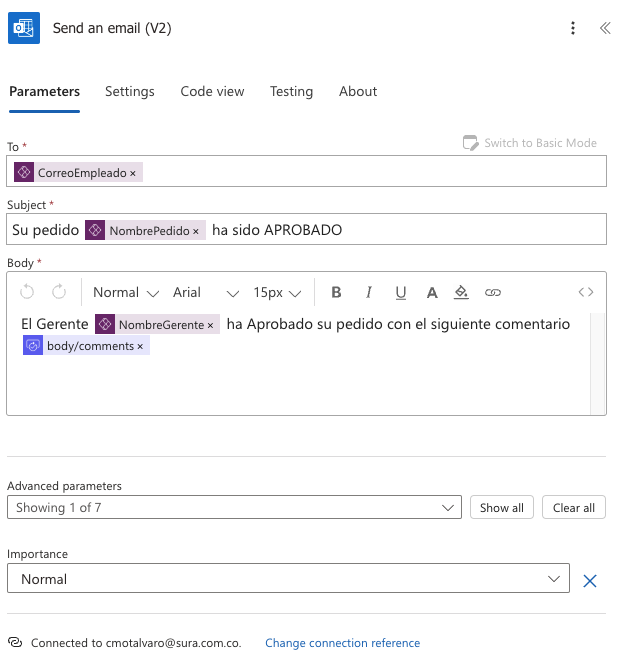 Send an email (V2)
Parameters Settings Code view Testing About
Switch to Basic Mode
To *
CorreoEmpleado ×
Subject *
Su pedido NombrePedido × ha sido APROBADO
Body *
Normal Arial 15px B I U A
El Gerente NombreGerente × ha Aprobado su pedido con el siguiente comentario
body/comments ×
Advanced parameters
Showing 1 of 7 Show all Clear all
Importance
Normal
Connected to cmotalvaro@sura.com.co. Change connection reference